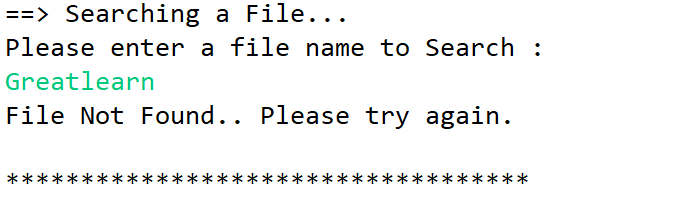 ==> Searching a File...
Please enter a file name to Search :
Greatlearn
File Not Found.. Please try again.
***********************************